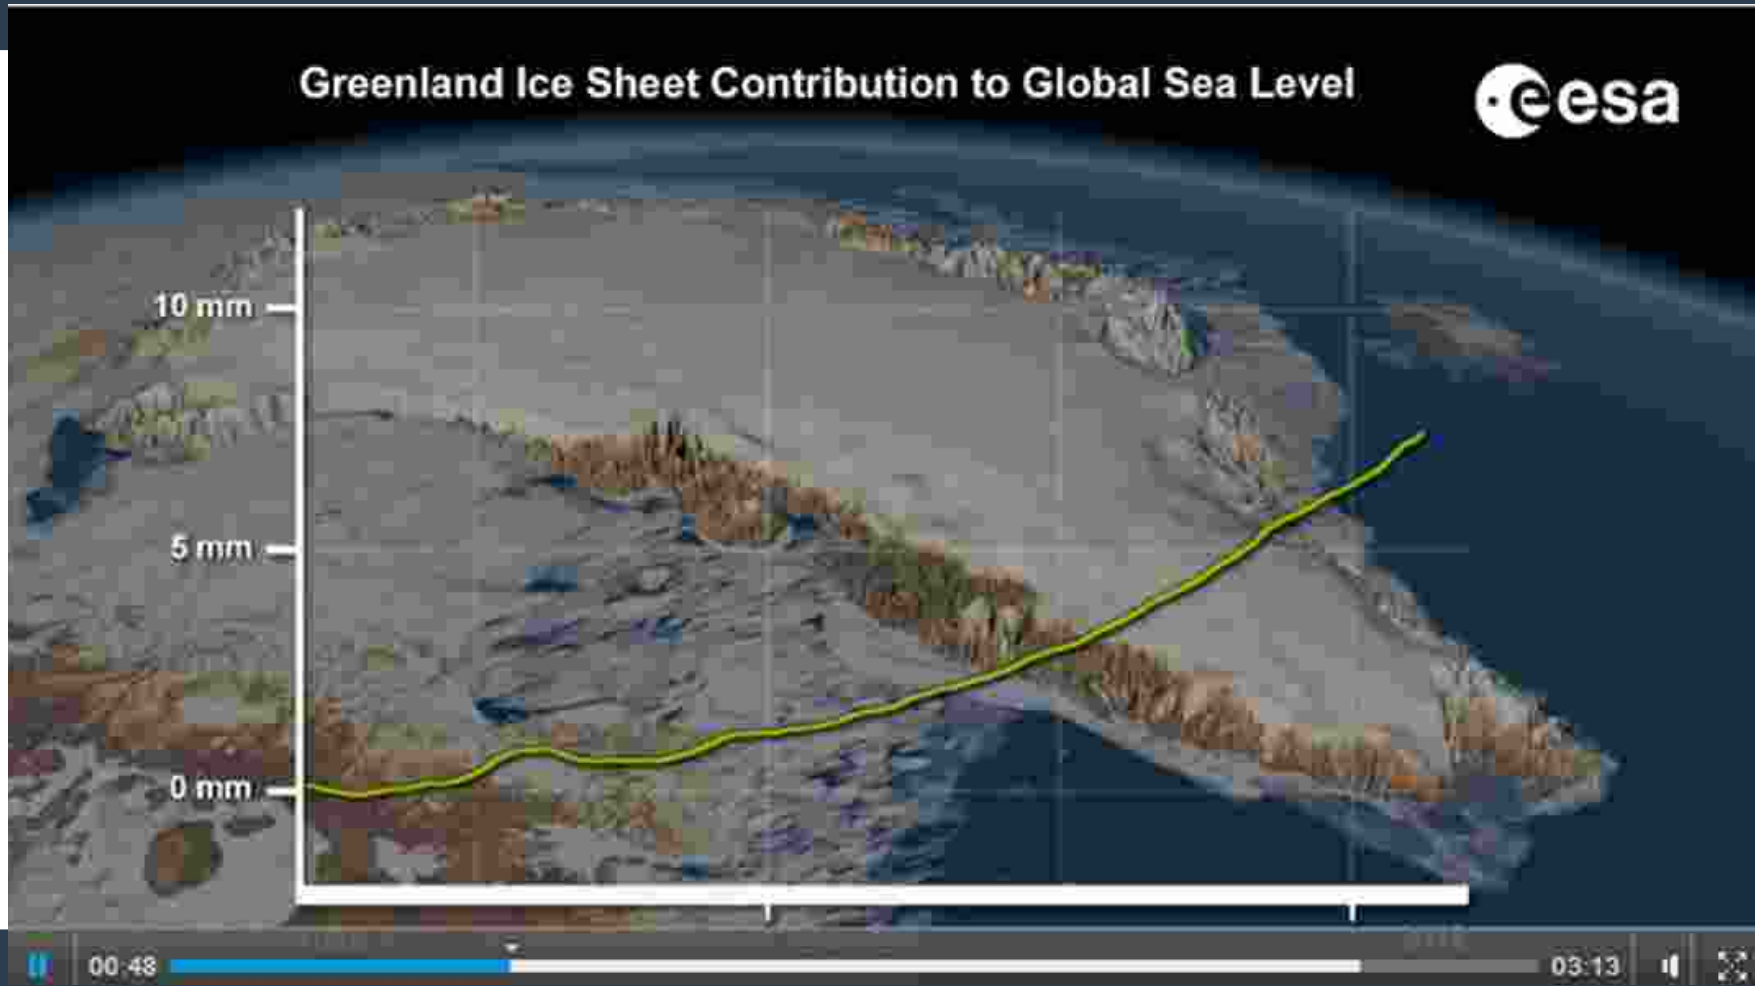 Greenland Ice Sheet Contribution to Global Sea Level
esa
10 mm
5 mm
0 mm
00:48
03:13